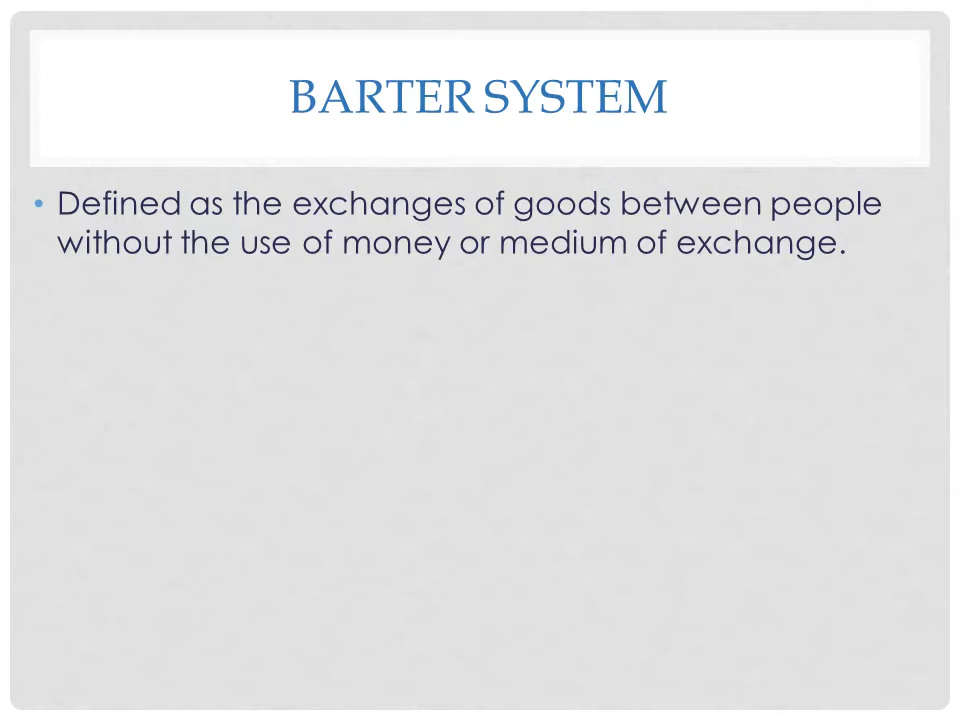 BARTER SYSTEM
• Defined as the exchanges of goods between people
without the use of money or medium of exchange.